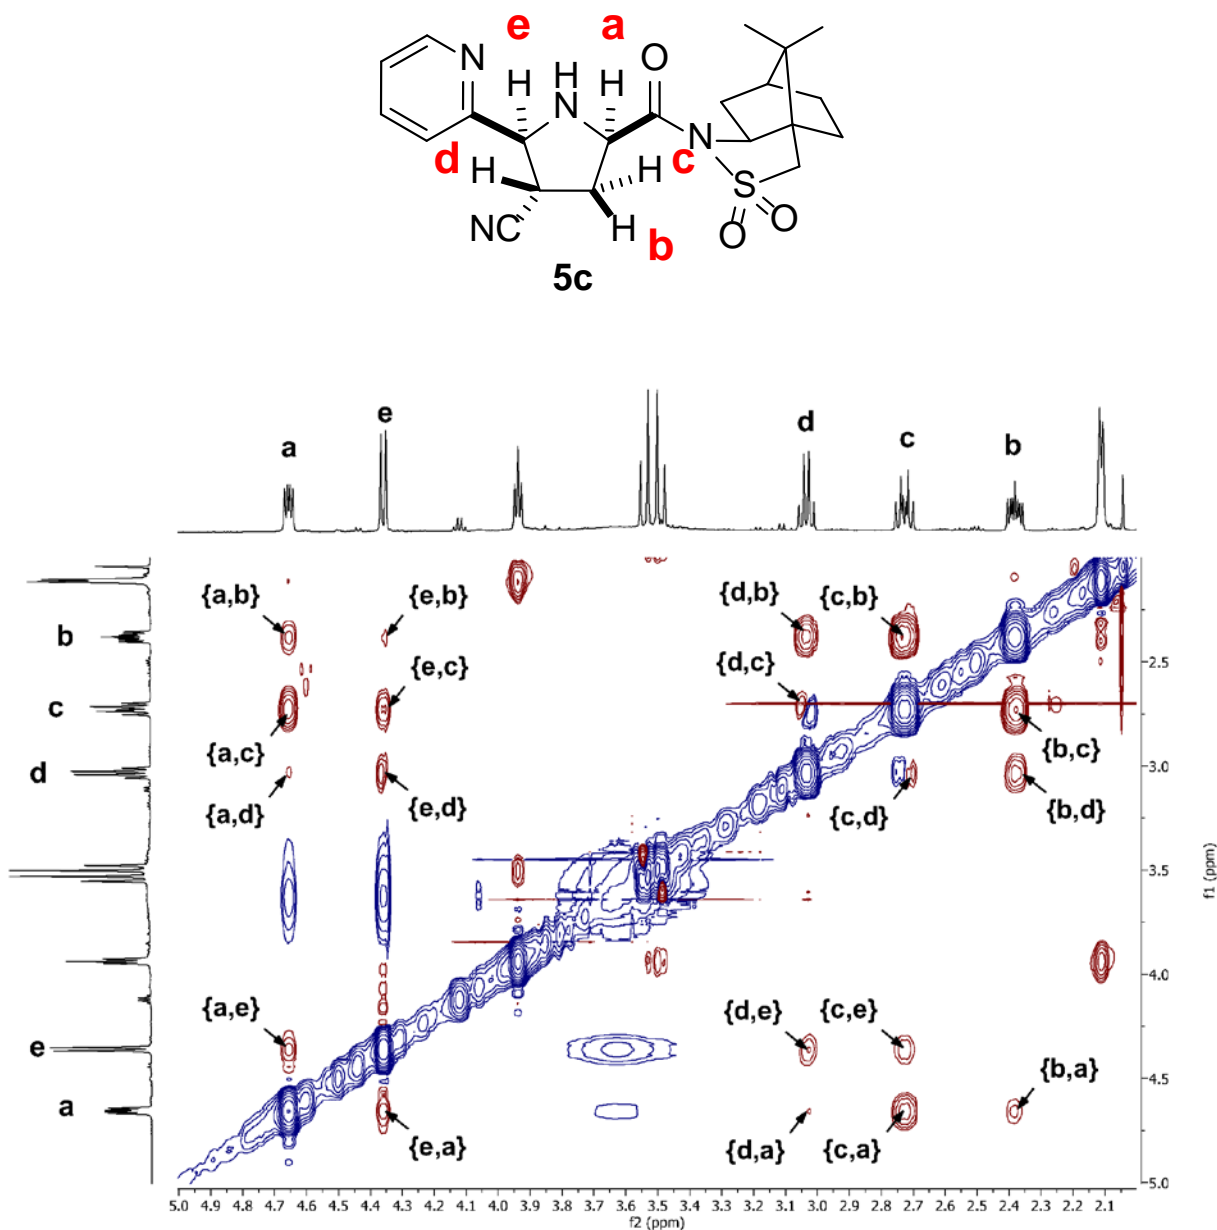 e a
H N H H O
N
d H H c N
NC H b S O O
5c
a e d c b
b {a,b} {e,b} {d,b} {c,b}
2.5
c {e,c} {d,c}
{a,c} {b,c}
d 3.0
{a,d} {e,d} {c,d} {b,d}
3.5
f1 (ppm)
4.0
{a,e} {d,e} {c,e}
e
{b,a}
4.5
a
{e,a} {d,a} {c,a}
5.0
5.0 4.9 4.8 4.7 4.6 4.5 4.4 4.3 4.2 4.1 4.0 3.9 3.8 3.7 3.6 3.5 3.4 3.3 3.2 3.1 3.0 2.9 2.8 2.7 2.6 2.5 2.4 2.3 2.2 2.1
f2 (ppm)